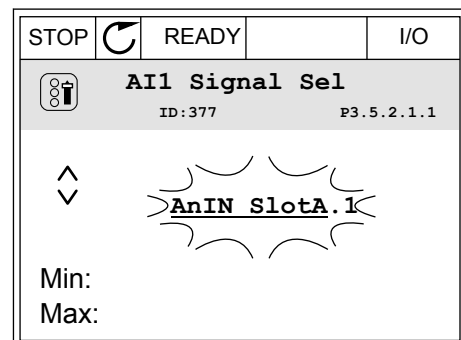 STOP READY I/O
AI1 Signal Sel
ID:377 P3.5.2.1.1
AnIN SlotA.1
Min:
Max: